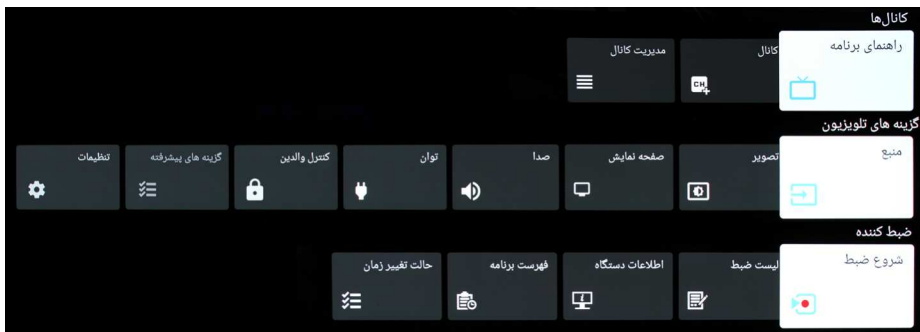 کانال‌ها
راهنمای برنامه
کانال
مدیریت کانال
CH
گزینه های تلویزیون
منبع
تصویر
صفحه نمایش
صدا
توان
کنترل والدین
گزینه های پیشرفته
تنظیمات
ضبط کننده
شروع ضبط
لیست ضبط
اطلاعات دستگاه
فهرست برنامه
حالت تغییر زمان